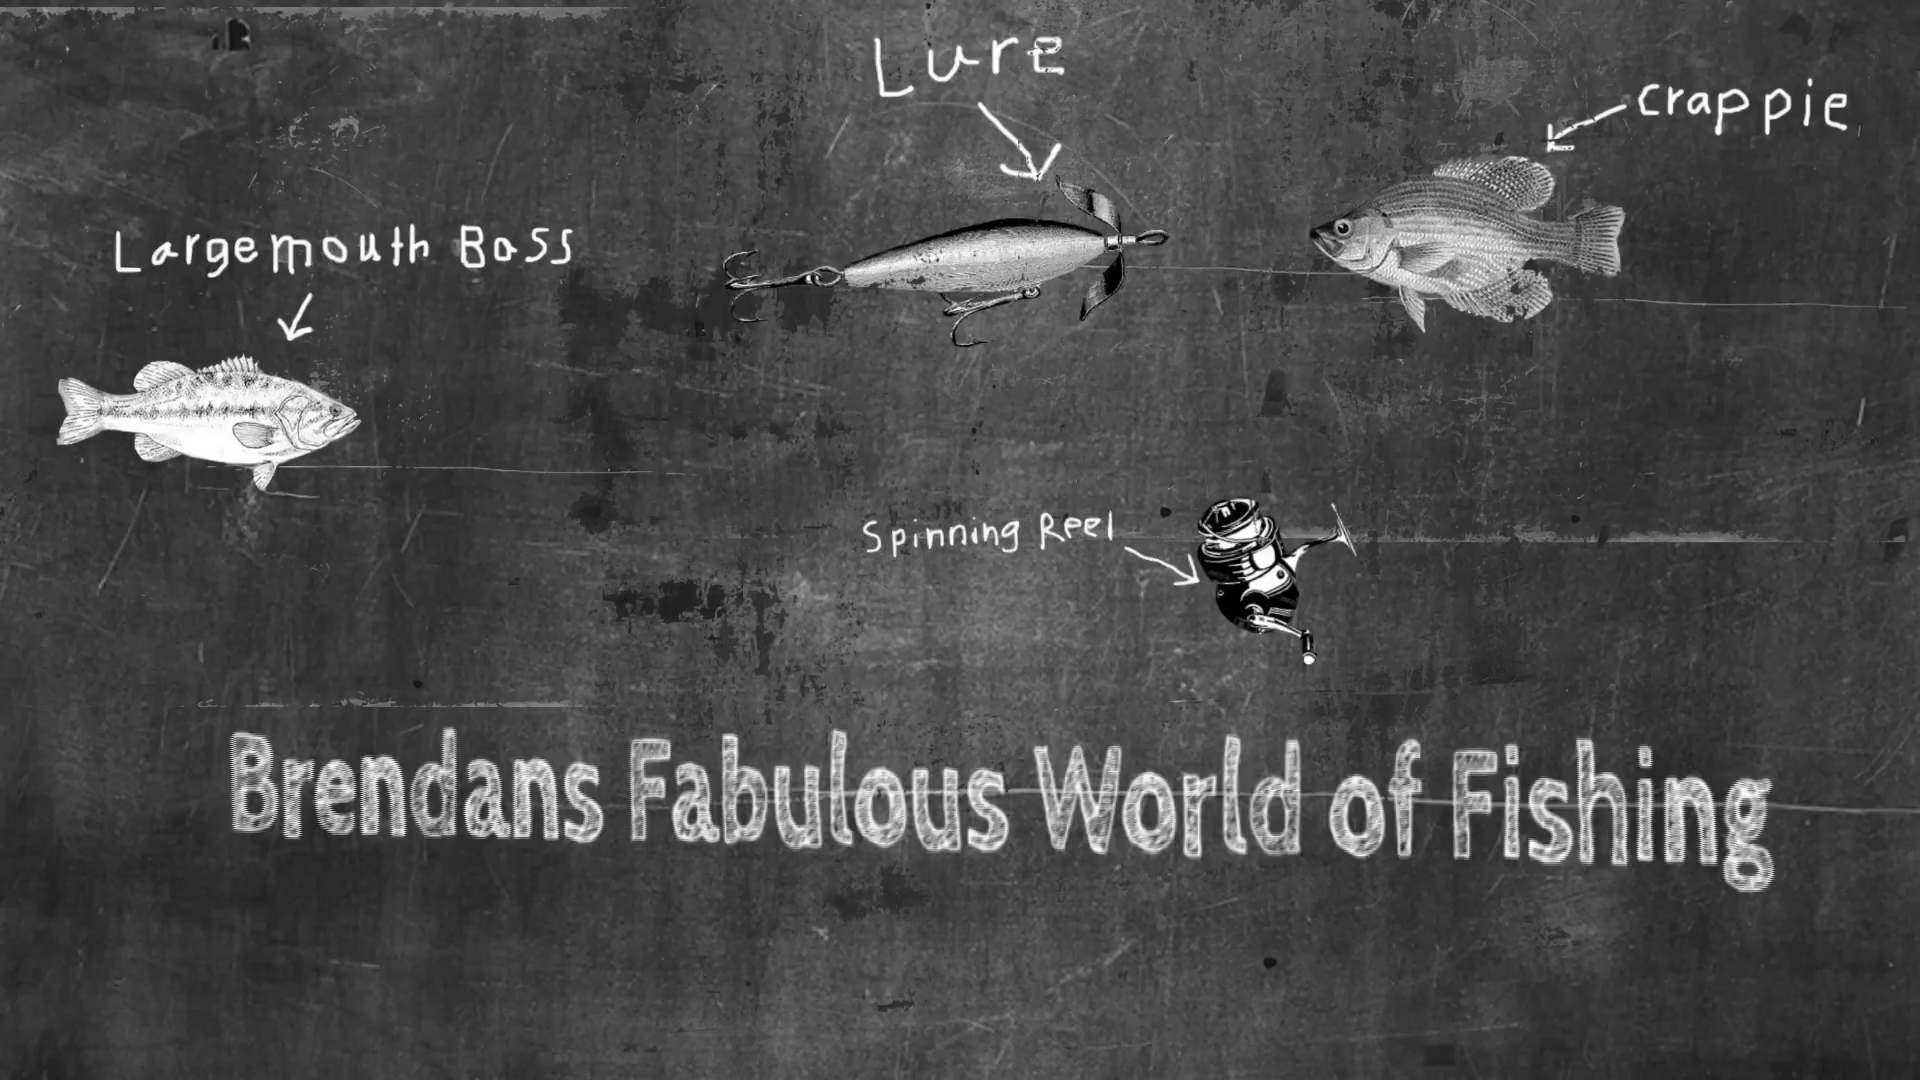 Lure
crappie
Largemouth Bass
Spinning Reel
Brendans Fabulous World of Fishing